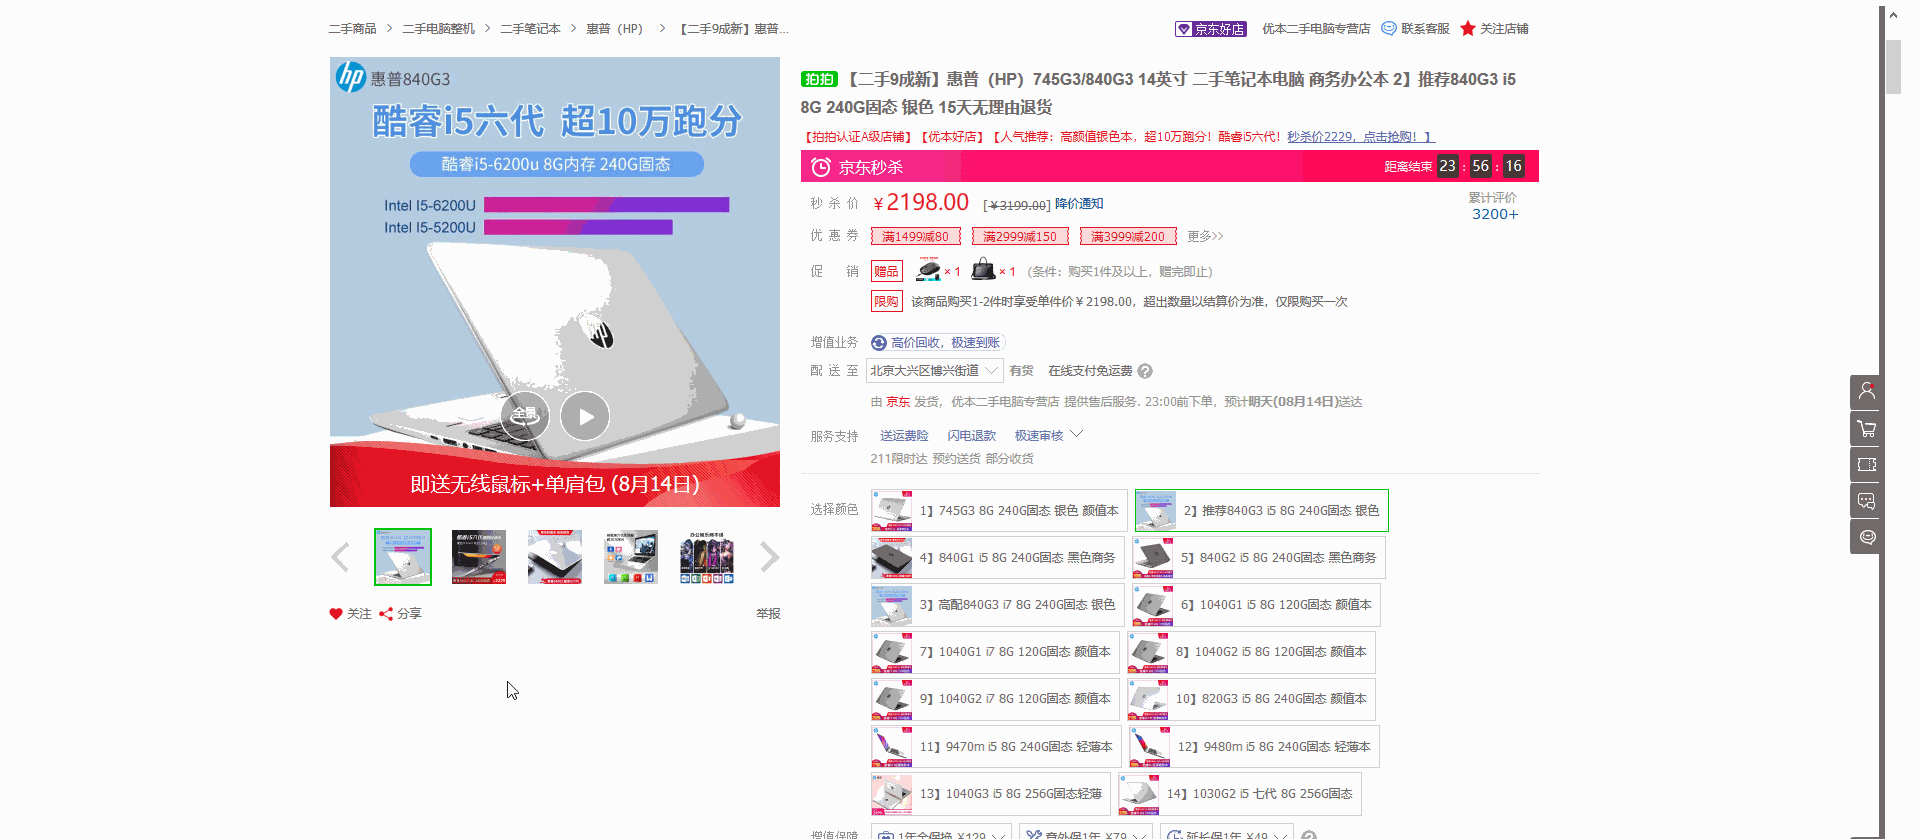 二手商品 > 二手电脑整机 > 二手笔记本 > 惠普（HP） > 【二手9成新】惠普...
京东好店 优本二手电脑专营店 联系客服 关注店铺
hp 惠普840G3
酷睿i5六代 超10万跑分
酷睿i5-6200u 8G内存 240G固态
Intel I5-6200U
Intel I5-5200U
全景
即送无线鼠标+单肩包 (8月14日)
关注 分享 举报
拍拍 【二手9成新】惠普（HP）745G3/840G3 14英寸 二手笔记本电脑 商务办公本 2】推荐840G3 i5
8G 240G固态 银色 15天无理由退货
【拍拍认证A级店铺】【优本好店】【人气推荐：高颜值银色本，超10万跑分！酷睿i5六代！秒杀价2229，点击抢购！】
京东秒杀 距离结束 23 : 56 : 16
秒杀价 ￥2198.00 [￥3199.00] 降价通知 累计评价
3200+
优惠券 满1499减80 满2999减150 满3999减200 更多>>
促销 赠品 × 1 × 1 （条件：购买1件及以上，赠完即止）
限购 该商品购买1-2件时享受单件价￥2198.00，超出数量以结算价为准，仅限购买一次
增值业务 高价回收，极速到账
配送至 北京大兴区博兴街道 有货 在线支付免运费 ?
由 京东 发货，优本二手电脑专营店 提供售后服务. 23:00前下单，预计明天(08月14日)送达
服务支持 送运费险 闪电退款 极速审核
211限时达 预约送货 部分收货
选择颜色 1】745G3 8G 240G固态 银色 颜值本 2】推荐840G3 i5 8G 240G固态 银色
4】840G1 i5 8G 240G固态 黑色商务 5】840G2 i5 8G 240G固态 黑色商务
3】高配840G3 i7 8G 240G固态 银色 6】1040G1 i5 8G 120G固态 颜值本
7】1040G1 i7 8G 120G固态 颜值本 8】1040G2 i5 8G 120G固态 颜值本
9】1040G2 i7 8G 120G固态 颜值本 10】820G3 i5 8G 240G固态 颜值本
11】9470m i5 8G 240G固态 轻薄本 12】9480m i5 8G 240G固态 轻薄本
13】1040G3 i5 8G 256G固态轻薄 14】1030G2 i5 七代 8G 256G固态
增值保障 1年全保换 ￥129 意外保1年 ￥79 延长保1年 ￥49 ?